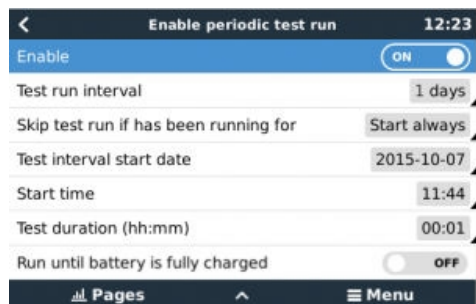 Enable periodic test run 12:23
Enable ON
Test run interval 1 days
Skip test run if has been running for Start always
Test interval start date 2015-10-07
Start time 11:44
Test duration (hh:mm) 00:01
Run until battery is fully charged OFF
Pages Menu